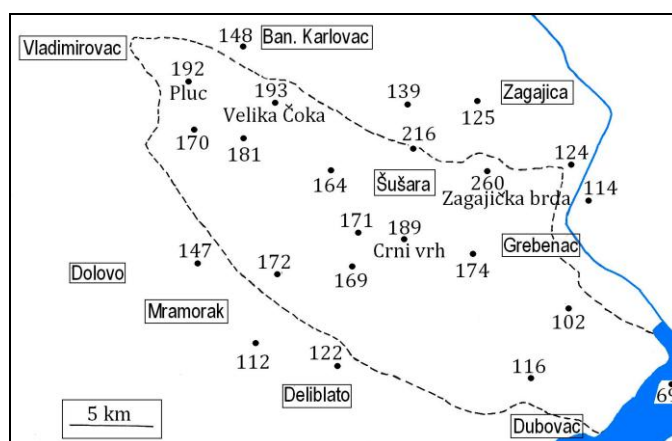 148
Ban. Karlovac
Vladimirovac
192
Pluc
193
Velika Čoka
139
125
Zagajica
170
181
216
164
Šušara
260
Zagajička brda
124
114
171
189
Crni vrh
Grebenac
147
172
169
174
Dolovo
Mramorak
102
112
122
116
69
Deliblato
5 km
Dubovac